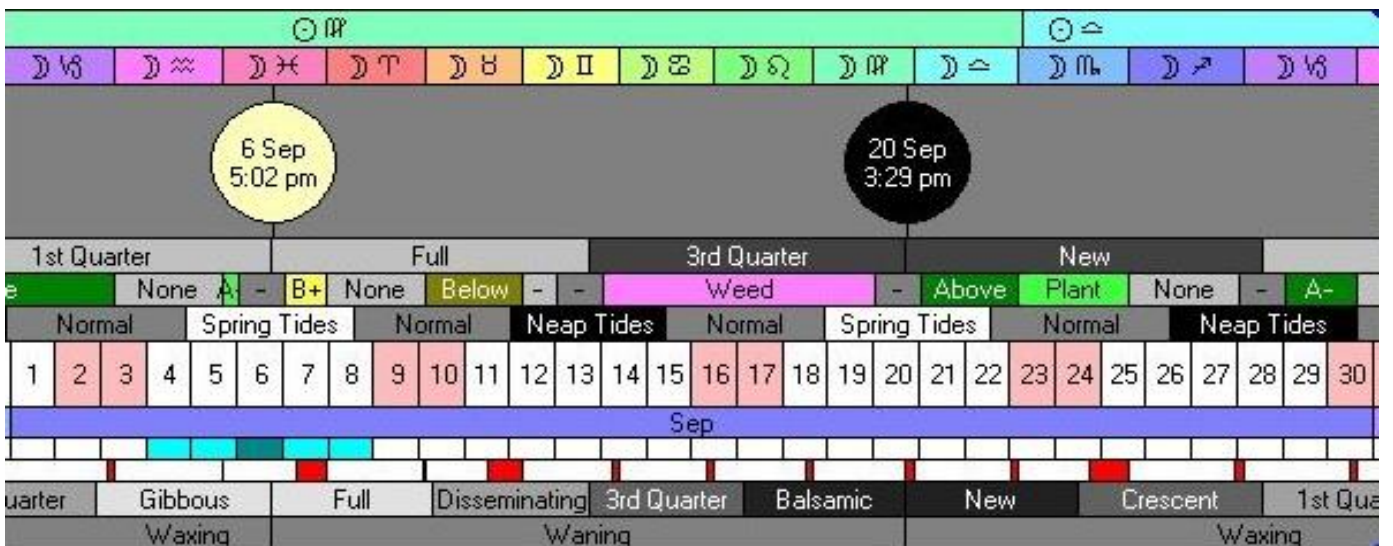 ☉ ♍ ☉ ♎
☽ ♑ ☽ ♒ ☽ ♓ ☽ ♈ ☽ ♉ ☽ ♊ ☽ ♋ ☽ ♌ ☽ ♍ ☽ ♎ ☽ ♏ ☽ ♐ ☽ ♑
6 Sep 20 Sep
5:02 pm 3:29 pm
1st Quarter Full 3rd Quarter New
e None A- - B+ None Below - - Weed - Above Plant None - A-
Normal Spring Tides Normal Neap Tides Normal Spring Tides Normal Neap Tides
1 2 3 4 5 6 7 8 9 10 11 12 13 14 15 16 17 18 19 20 21 22 23 24 25 26 27 28 29 30
Sep
uarter Gibbous Full Disseminating 3rd Quarter Balsamic New Crescent 1st Qua
Waxing Waning Waxing